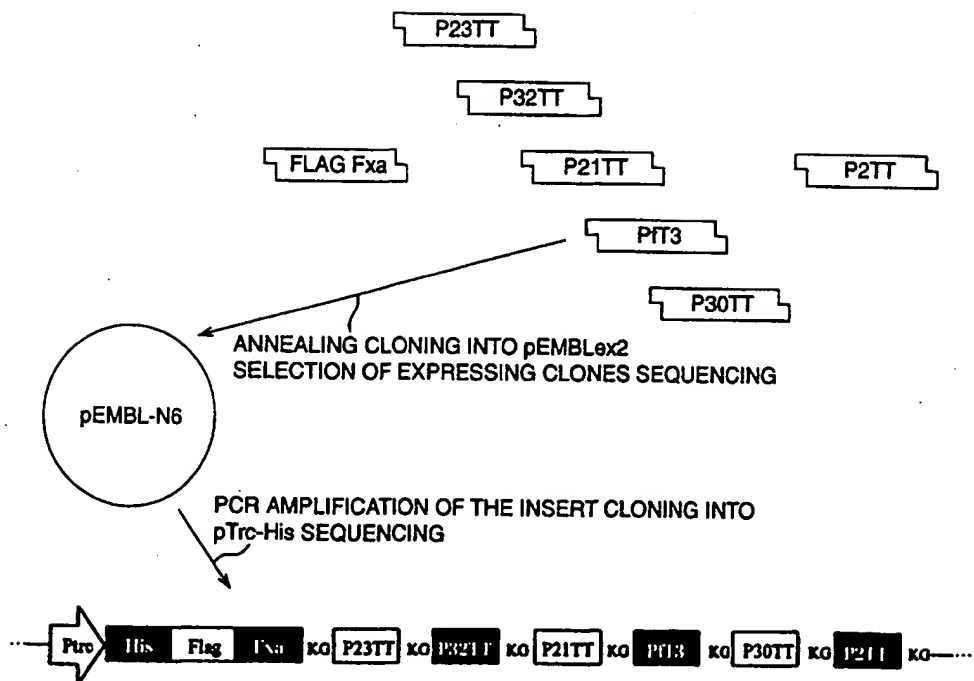 P23TT
P32TT
FLAG Fxa P21TT P2TT
PfT3
P30TT
ANNEALING CLONING INTO pEMBLex2
SELECTION OF EXPRESSING CLONES SEQUENCING
pEMBL-N6
PCR AMPLIFICATION OF THE INSERT CLONING INTO
pTrc-His SEQUENCING
Ptrc His Flag Fxa KG P23TT KG P32TT KG P21TT KG PfT3 KG P30TT KG P2TT KG